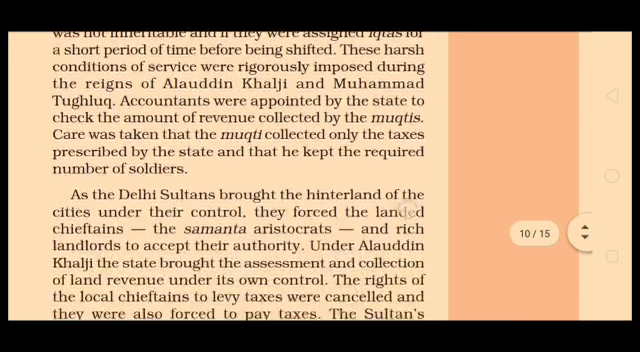 was not inheritable and if they were assigned iqtas for
a short period of time before being shifted. These harsh
conditions of service were rigorously imposed during
the reigns of Alauddin Khalji and Muhammad
Tughluq. Accountants were appointed by the state to
check the amount of revenue collected by the muqtis.
Care was taken that the muqti collected only the taxes
prescribed by the state and that he kept the required
number of soldiers.
As the Delhi Sultans brought the hinterland of the
cities under their control, they forced the landed
chieftains — the samanta aristocrats — and rich
landlords to accept their authority. Under Alauddin
Khalji the state brought the assessment and collection
of land revenue under its own control. The rights of
the local chieftains to levy taxes were cancelled and
they were also forced to pay taxes. The Sultan's
10 / 15